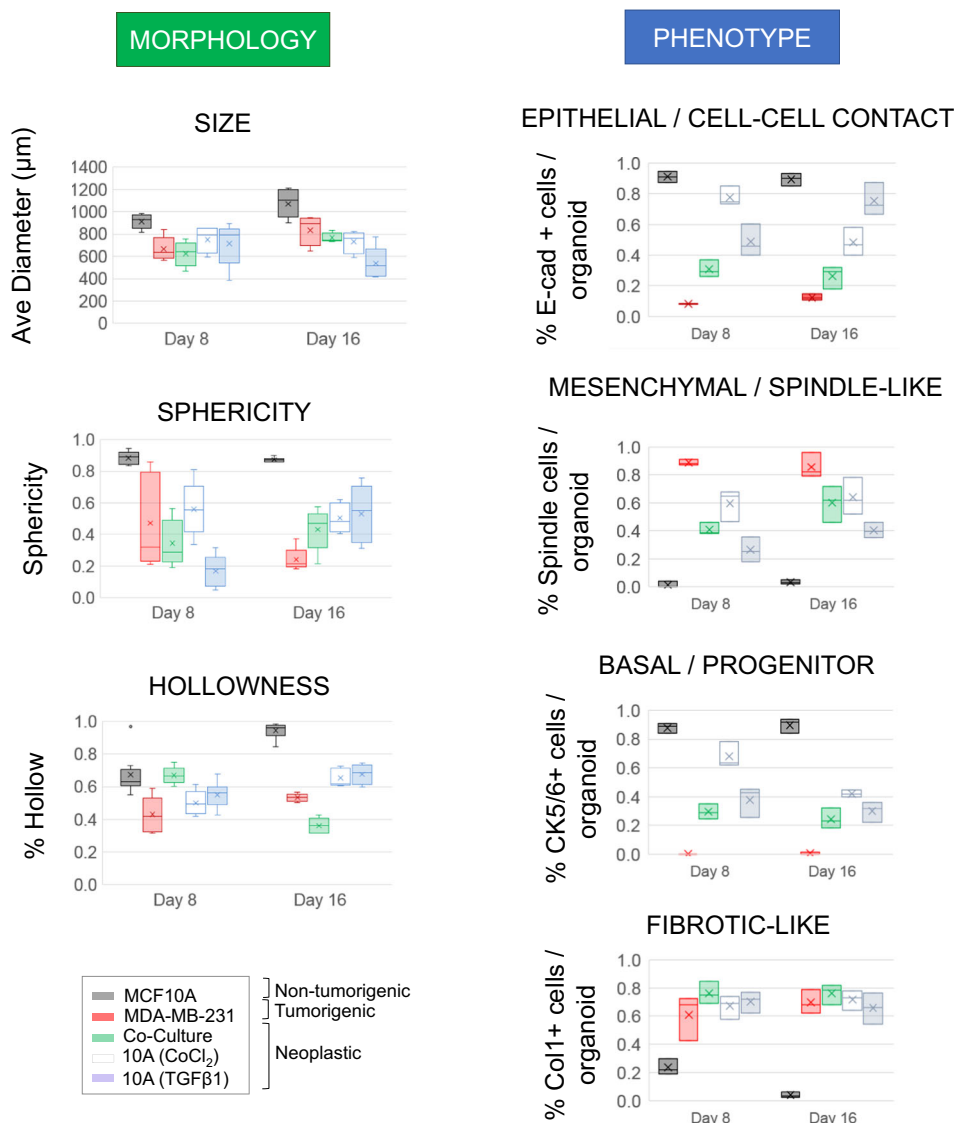 MORPHOLOGY
SIZE
Ave Diameter (μm)
1400
1200
1000
800
600
400
200
0
Day 8
Day 16
SPHERICITY
Sphericity
1.0
0.8
0.6
0.4
0.2
0.0
Day 8
Day 16
HOLLOWNESS
% Hollow
1.0
0.8
0.6
0.4
0.2
0.0
Day 8
Day 16
MCF10A
MDA-MB-231
Co-Culture
10A (CoCl₂)
10A (TGFβ1)
Non-tumorigenic
Tumorigenic
Neoplastic
PHENOTYPE
EPITHELIAL / CELL-CELL CONTACT
% E-cad + cells /
organoid
1.0
0.8
0.6
0.4
0.2
0.0
Day 8
Day 16
MESENCHYMAL / SPINDLE-LIKE
% Spindle cells /
organoid
1.0
0.8
0.6
0.4
0.2
0.0
Day 8
Day 16
BASAL / PROGENITOR
% CK5/6+ cells /
organoid
1.0
0.8
0.6
0.4
0.2
0.0
Day 8
Day 16
FIBROTIC-LIKE
% Col1+ cells /
organoid
1.0
0.8
0.6
0.4
0.2
0.0
Day 8
Day 16